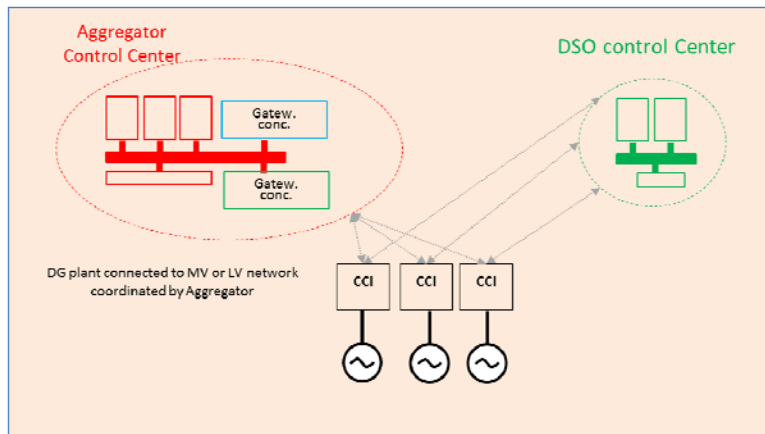 Aggregator
Control Center
DSO control Center
Gatew.
conc.
Gatew.
conc.
DG plant connected to MV or LV network
coordinated by Aggregator
CCI
CCI
CCI